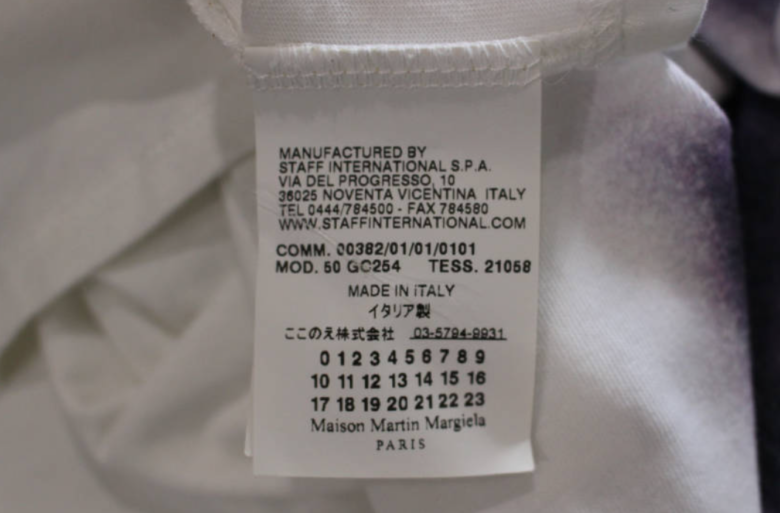 MANUFACTURED BY
STAFF INTERNATIONAL S.P.A.
VIA DEL PROGRESSO, 10
36025 NOVENTA VICENTINA ITALY
TEL 0444/784500 - FAX 784580
WWW.STAFFINTERNATIONAL.COM
COMM. 00382/01/01/0101
MOD. 50 GC254 TESS. 21058
MADE IN ITALY
イタリア製
ここのえ株式会社 03-5794-9931
0 1 2 3 4 5 6 7 8 9
10 11 12 13 14 15 16
17 18 19 20 21 22 23
Maison Martin Margiela
PARIS